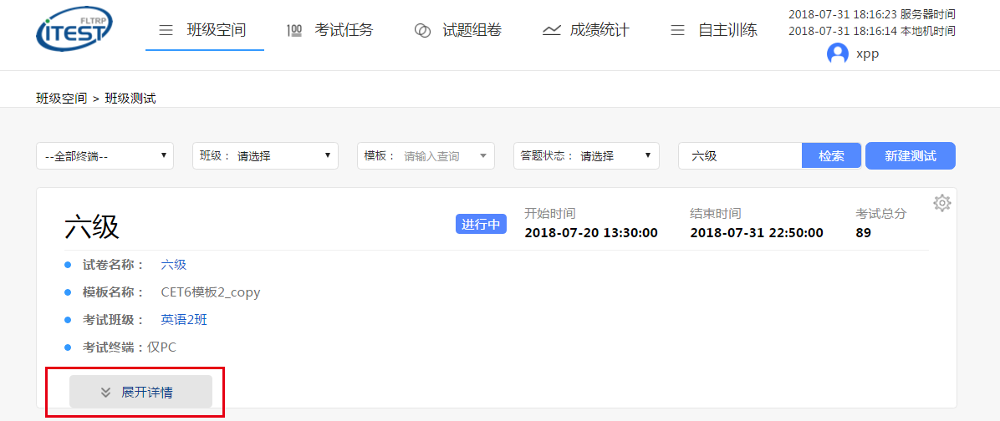 FLTRP
iTEST
班级空间
100 考试任务
试题组卷
成绩统计
自主训练
2018-07-31 18:16:23 服务器时间
2018-07-31 18:16:14 本地机时间
xpp
班级空间 > 班级测试
--全部终端--
班级： 请选择
模板： 请输入查询
答题状态： 请选择
六级
检索
新建测试
六级
进行中
开始时间
2018-07-20 13:30:00
结束时间
2018-07-31 22:50:00
考试总分
89
试卷名称： 六级
模板名称： CET6模板2_copy
考试班级： 英语2班
考试终端：仅PC
展开详情